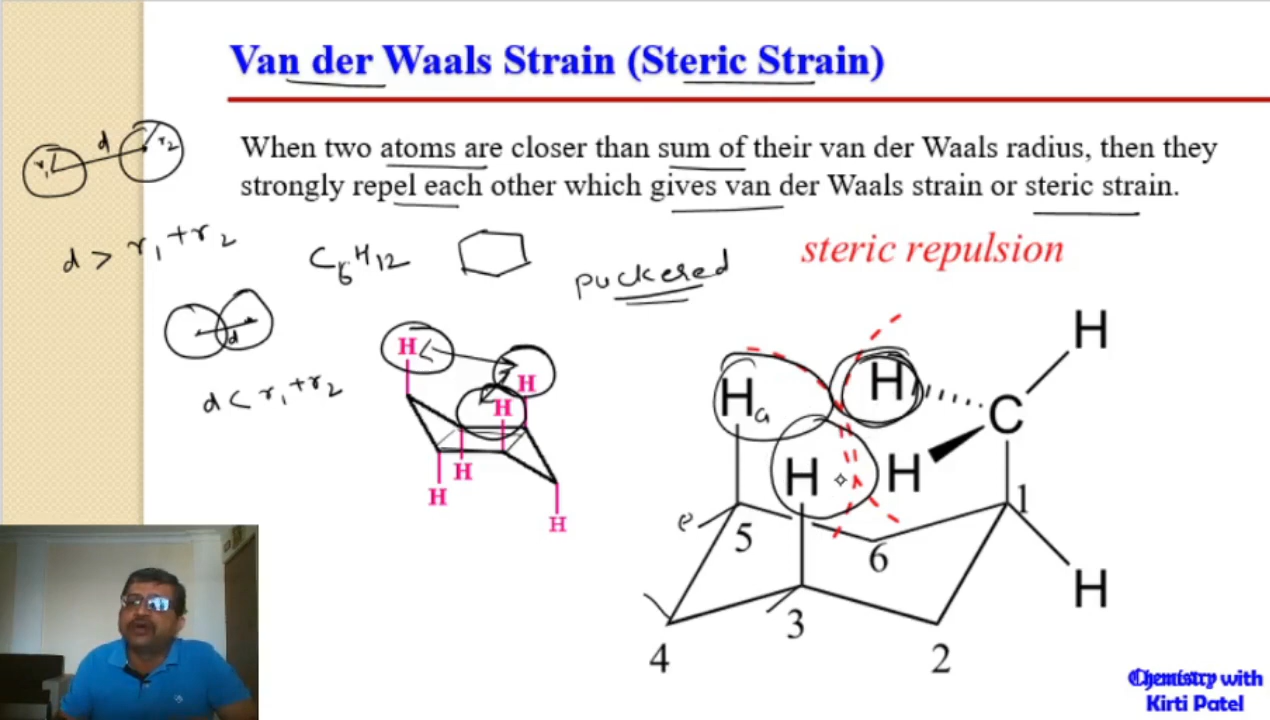 Van der Waals Strain (Steric Strain)
When two atoms are closer than sum of their van der Waals radius, then they
strongly repel each other which gives van der Waals strain or steric strain.
r₁ d r₂
d > r₁ + r₂
C₆H₁₂
puckered
steric repulsion
d
d < r₁ + r₂
H
H
H
H
H
H
H
Ha
H
C
H
H
H
e
5
6
1
H
3
4
2
Chemistry with
Kirti Patel